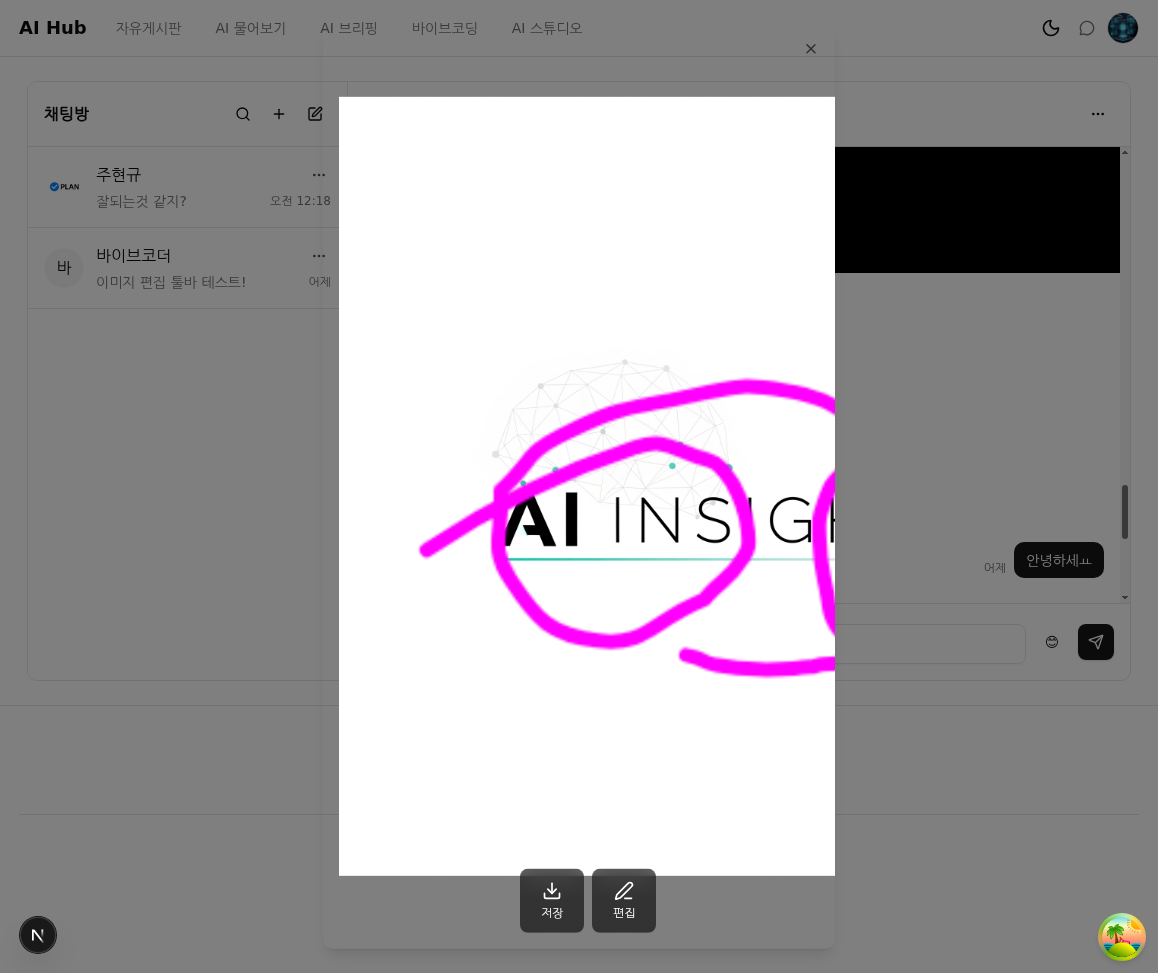 AI Hub 자유게시판 AI 물어보기 AI 브리핑 바이브코딩 AI 스튜디오
채팅방
PLAN
주현규
잘되는것 같지? 오전 12:18
바
바이브코더
이미지 편집 툴바 테스트! 어제
AI INSIGH
어제 안녕하세ㅛ
저장 편집
N